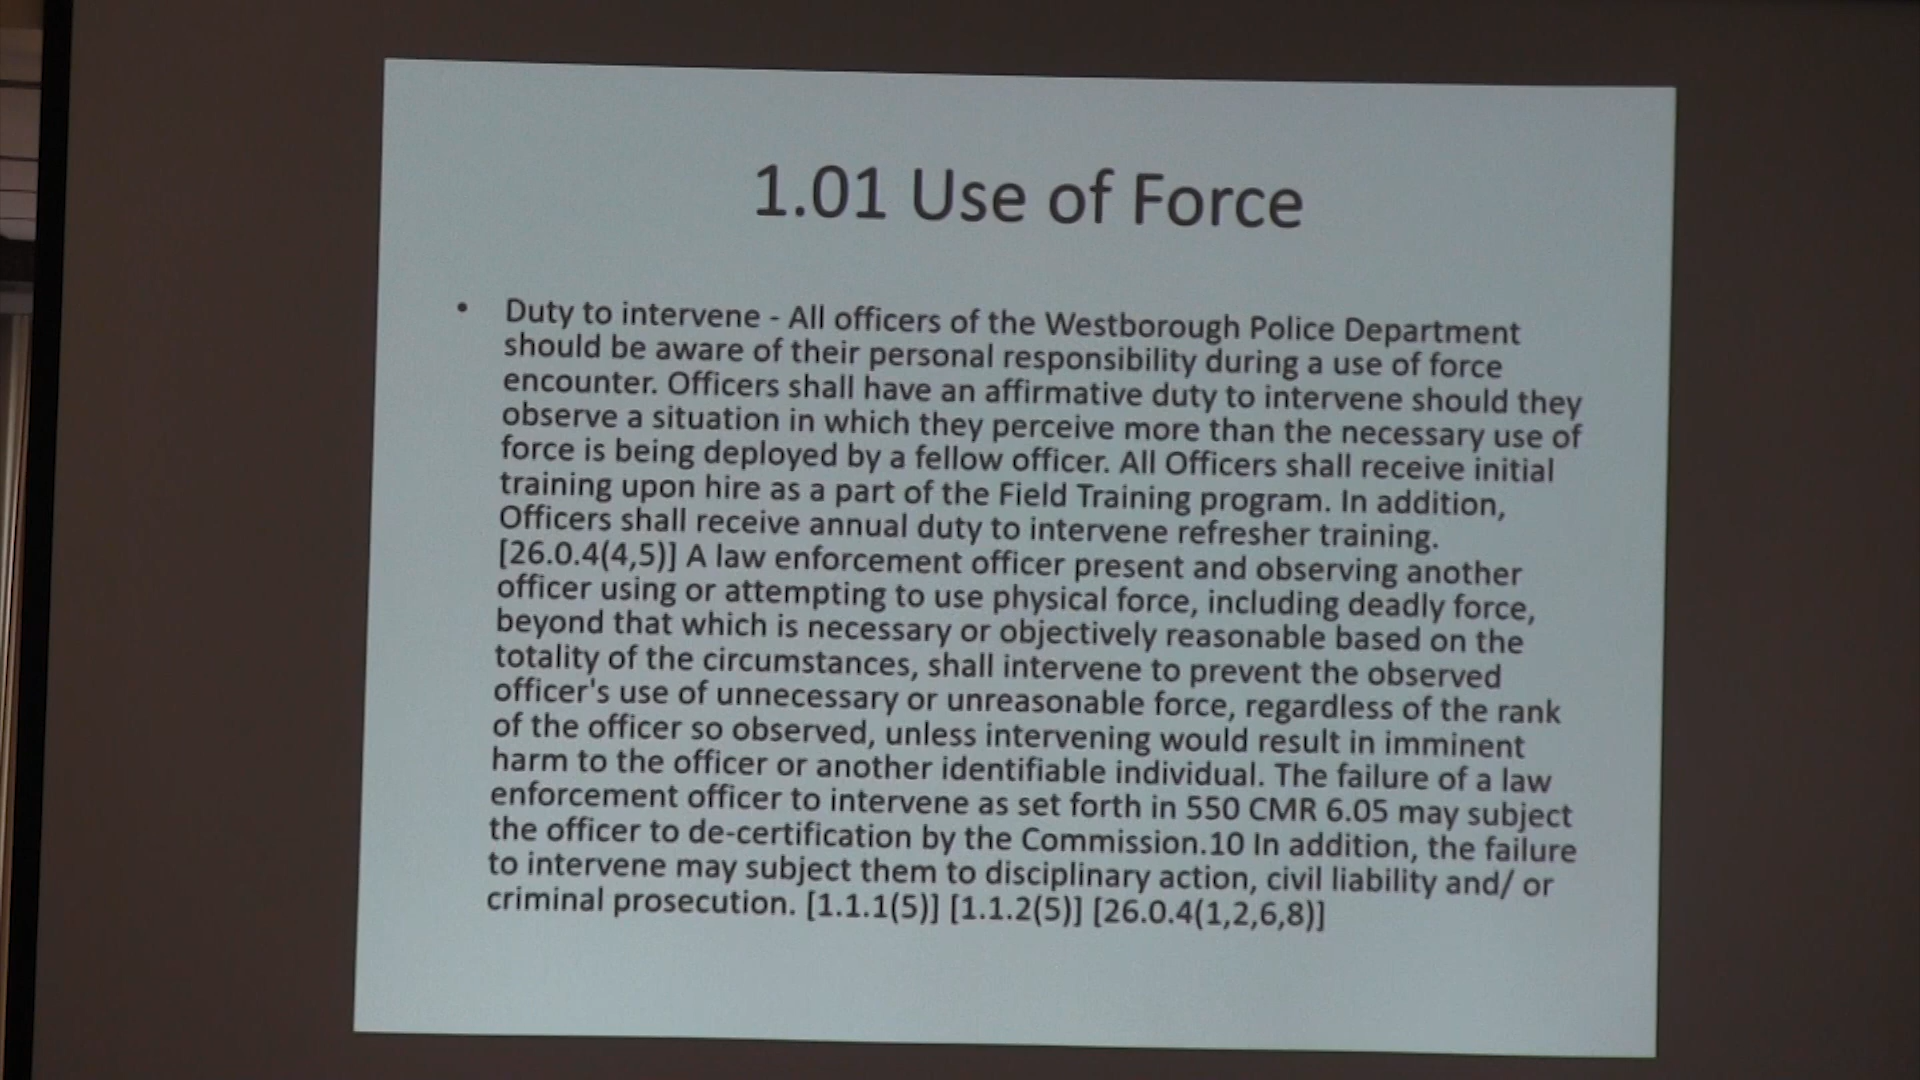 1.01 Use of Force
• Duty to intervene - All officers of the Westborough Police Department
should be aware of their personal responsibility during a use of force
encounter. Officers shall have an affirmative duty to intervene should they
observe a situation in which they perceive more than the necessary use of
force is being deployed by a fellow officer. All Officers shall receive initial
training upon hire as a part of the Field Training program. In addition,
Officers shall receive annual duty to intervene refresher training.
[26.0.4(4,5)] A law enforcement officer present and observing another
officer using or attempting to use physical force, including deadly force,
beyond that which is necessary or objectively reasonable based on the
totality of the circumstances, shall intervene to prevent the observed
officer's use of unnecessary or unreasonable force, regardless of the rank
of the officer so observed, unless intervening would result in imminent
harm to the officer or another identifiable individual. The failure of a law
enforcement officer to intervene as set forth in 550 CMR 6.05 may subject
the officer to de-certification by the Commission.10 In addition, the failure
to intervene may subject them to disciplinary action, civil liability and/ or
criminal prosecution. [1.1.1(5)] [1.1.2(5)] [26.0.4(1,2,6,8)]